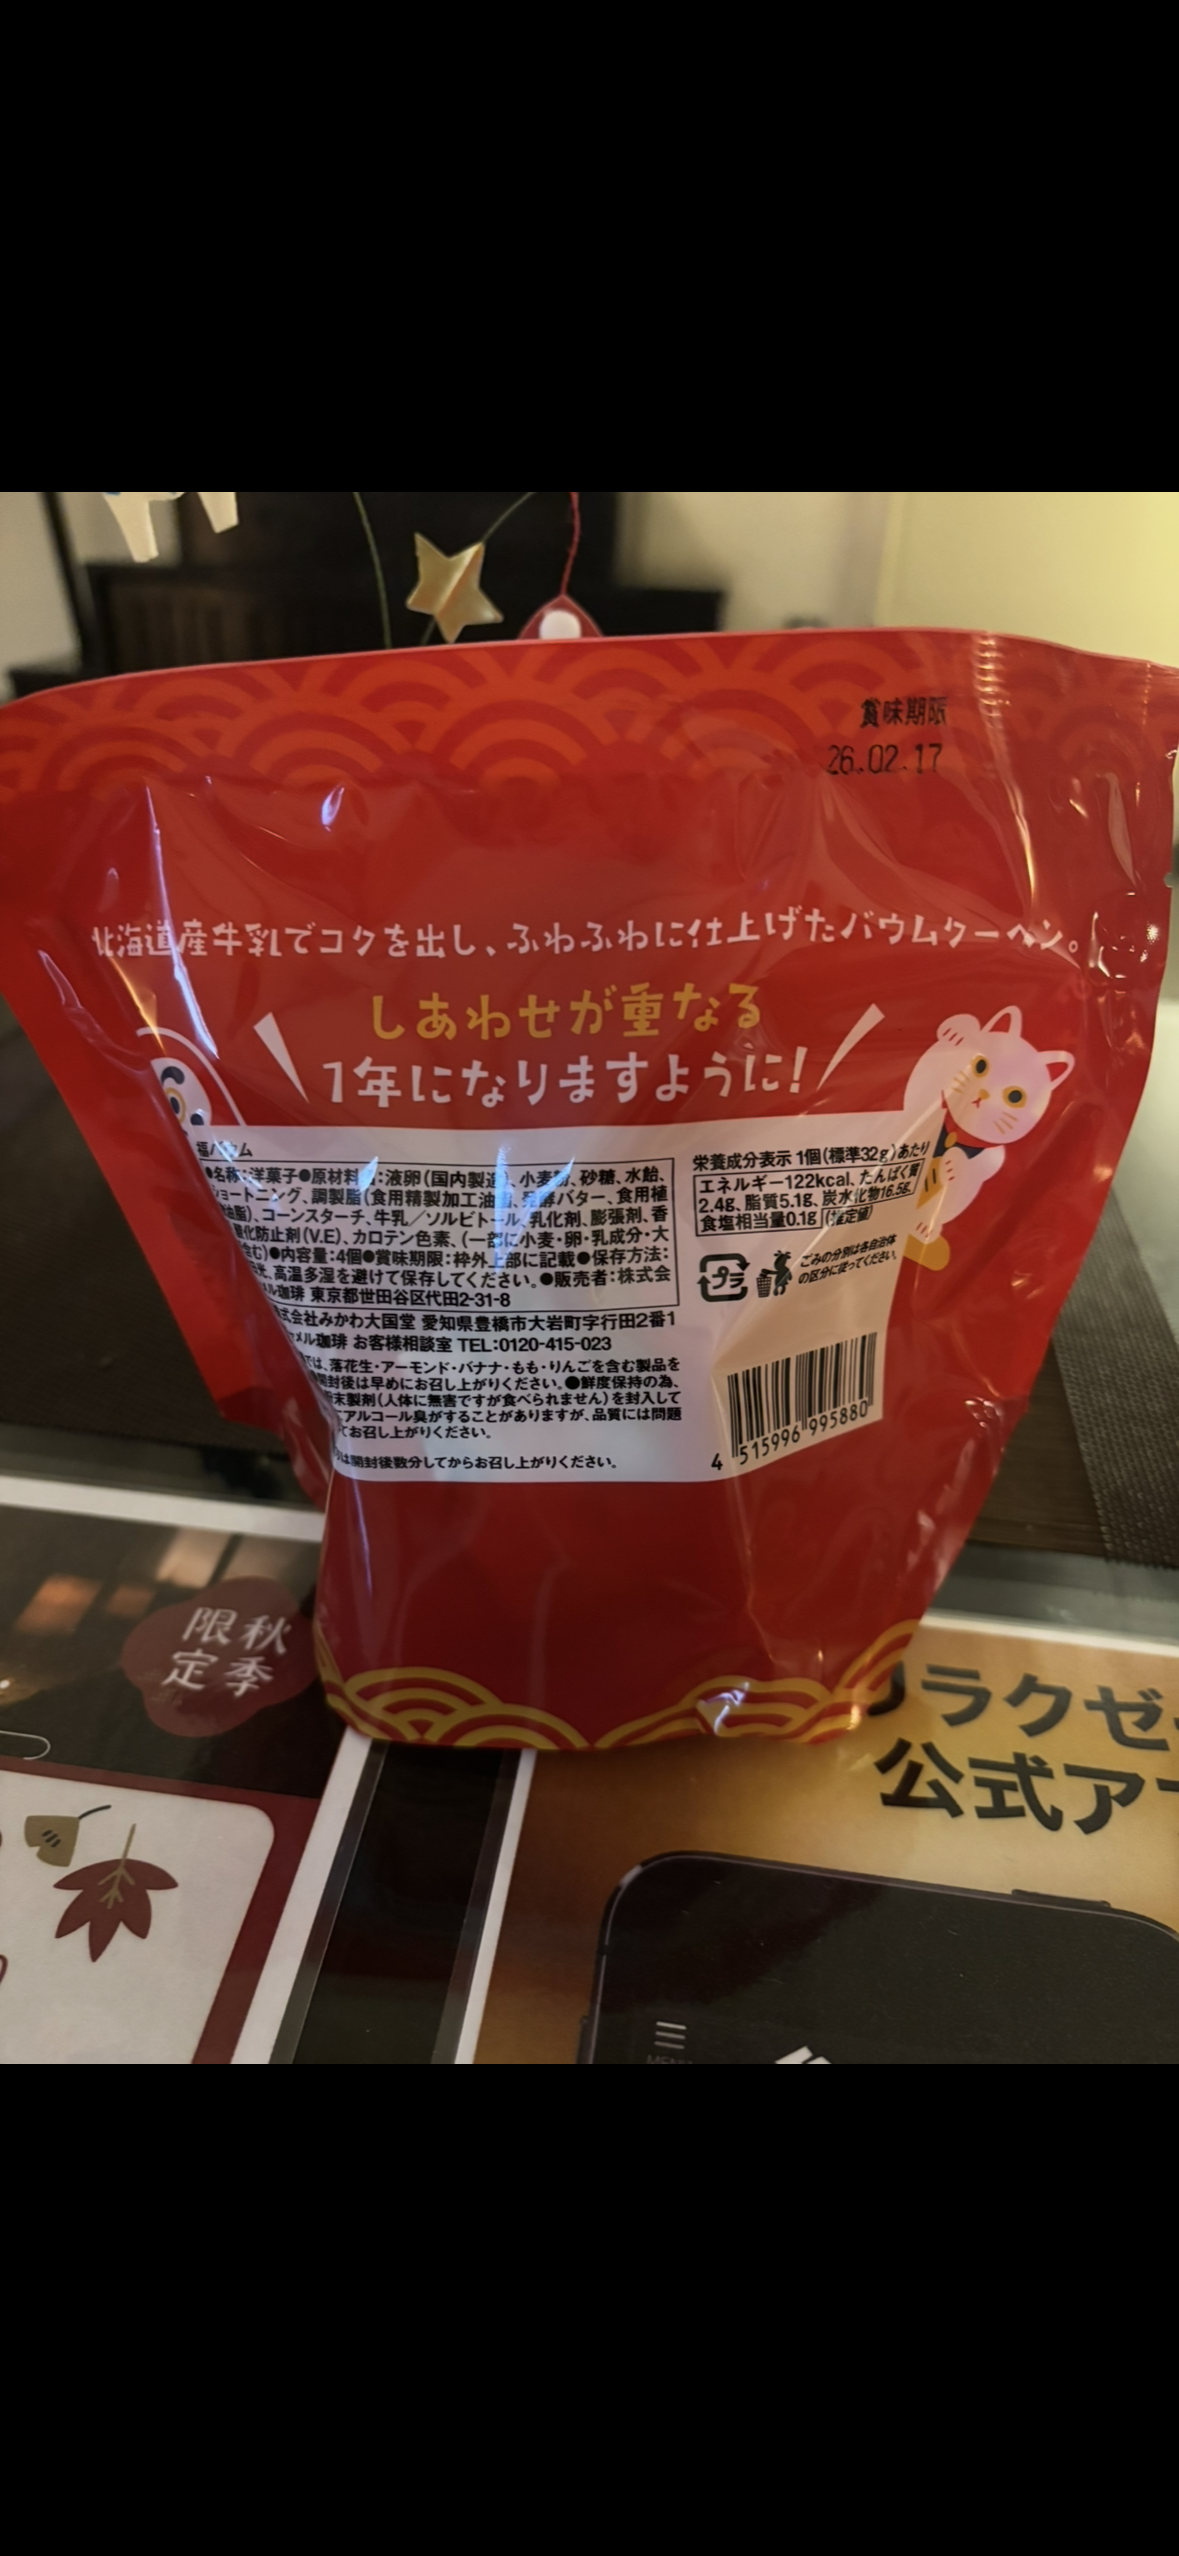 賞味期限
26.02.17
北海道産牛乳でコクを出し、ふわふわに仕上げたバウムクーヘン。
しあわせが重なる
1年になりますように!
福バウム
●名称:洋菓子●原材料:液卵(国内製造)、小麦粉、砂糖、水飴、
ショートニング、調製脂(食用精製加工油脂、発酵バター、食用植
油脂)、コーンスターチ、牛乳/ソルビトール、乳化剤、膨張剤、香
酸化防止剤(V.E)、カロテン色素、(一部に小麦・卵・乳成分・大
含む)●内容量:4個●賞味期限:枠外上部に記載●保存方法:
光、高温多湿を避けて保存してください。●販売者:株式会
ル珈琲 東京都世田谷区代田2-31-8
式会社みかわ大国堂 愛知県豊橋市大岩町字行田2番1
メル珈琲 お客様相談室 TEL:0120-415-023
では、落花生・アーモンド・バナナ・もも・りんごを含む製品を
開封後は早めにお召し上がりください。●鮮度保持の為、
末製剤(人体に無害ですが食べられません)を封入して
アルコール臭がすることがありますが、品質には問題
てお召し上がりください。
は開封後数分してからお召し上がりください。
栄養成分表示 1個(標準32g)あたり
エネルギー122kcal、たんぱく質
2.4g、脂質5.1g、炭水化物16.5g、
食塩相当量0.1g (推定値)
プラ
ごみの分別は各自治体
の区分に従ってください。
4 515996 995880
秋季
限定
リラクゼ
公式ア
MENU